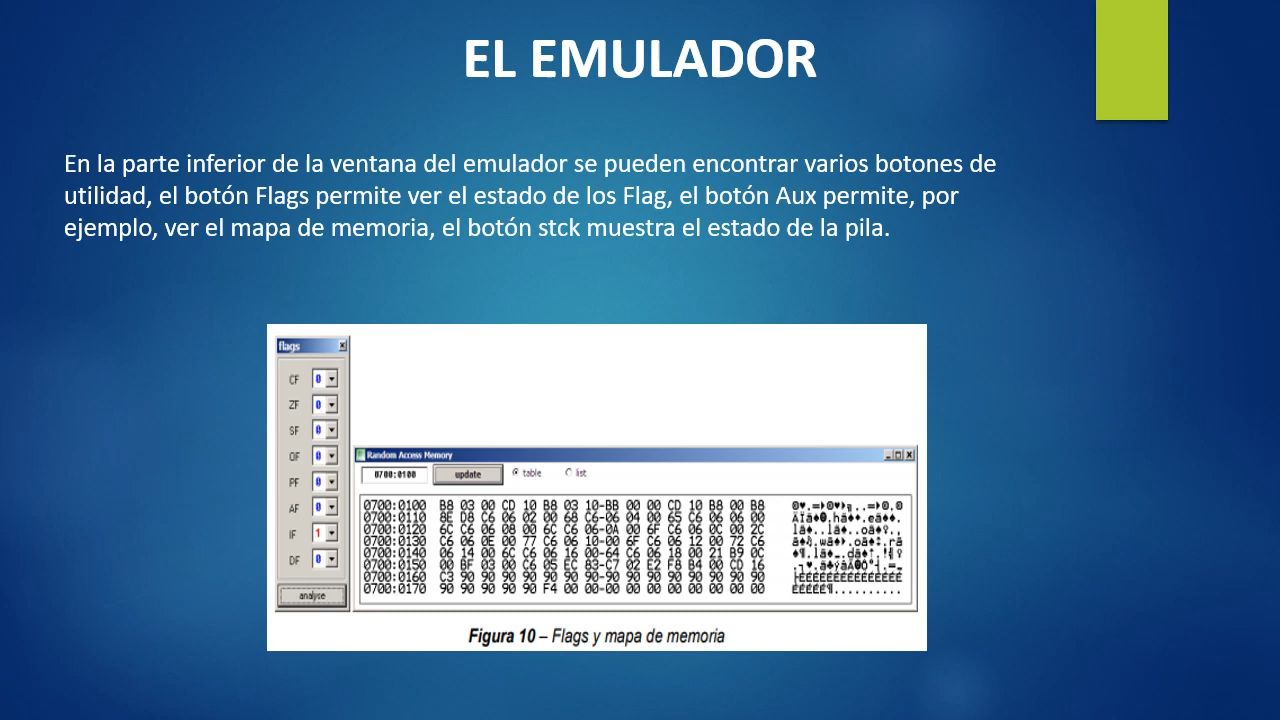 EL EMULADOR
En la parte inferior de la ventana del emulador se pueden encontrar varios botones de
utilidad, el botón Flags permite ver el estado de los Flag, el botón Aux permite, por
ejemplo, ver el mapa de memoria, el botón stck muestra el estado de la pila.
flags
CF 0
ZF 0
SF 0
OF 0
PF 0
AF 0
IF 1
DF 0
analyse
Random Access Memory
0700:0100 update table list
0700:0100 B8 03 00 CD 10 B8 03 10-BB 00 00 CD 10 B8 00 B8
0700:0110 8E D8 C6 06 02 00 68 C6-06 04 00 65 C6 06 06 00
0700:0120 6C C6 06 08 00 6C C6 06-0A 00 6F C6 06 0C 00 2C
0700:0130 C6 06 0E 00 77 C6 06 10-00 6F C6 06 12 00 72 C6
0700:0140 06 14 00 6C C6 06 16 00-64 C6 06 18 00 21 B9 0C
0700:0150 00 BF 03 00 C6 05 EC 83-C7 02 E2 F8 B4 00 CD 16
0700:0160 C3 90 90 90 90 90 90 90-90 90 90 90 90 90 90 90
0700:0170 90 90 90 90 90 F4 00 00-00 00 00 00 00 00 00 00
Figura 10 – Flags y mapa de memoria